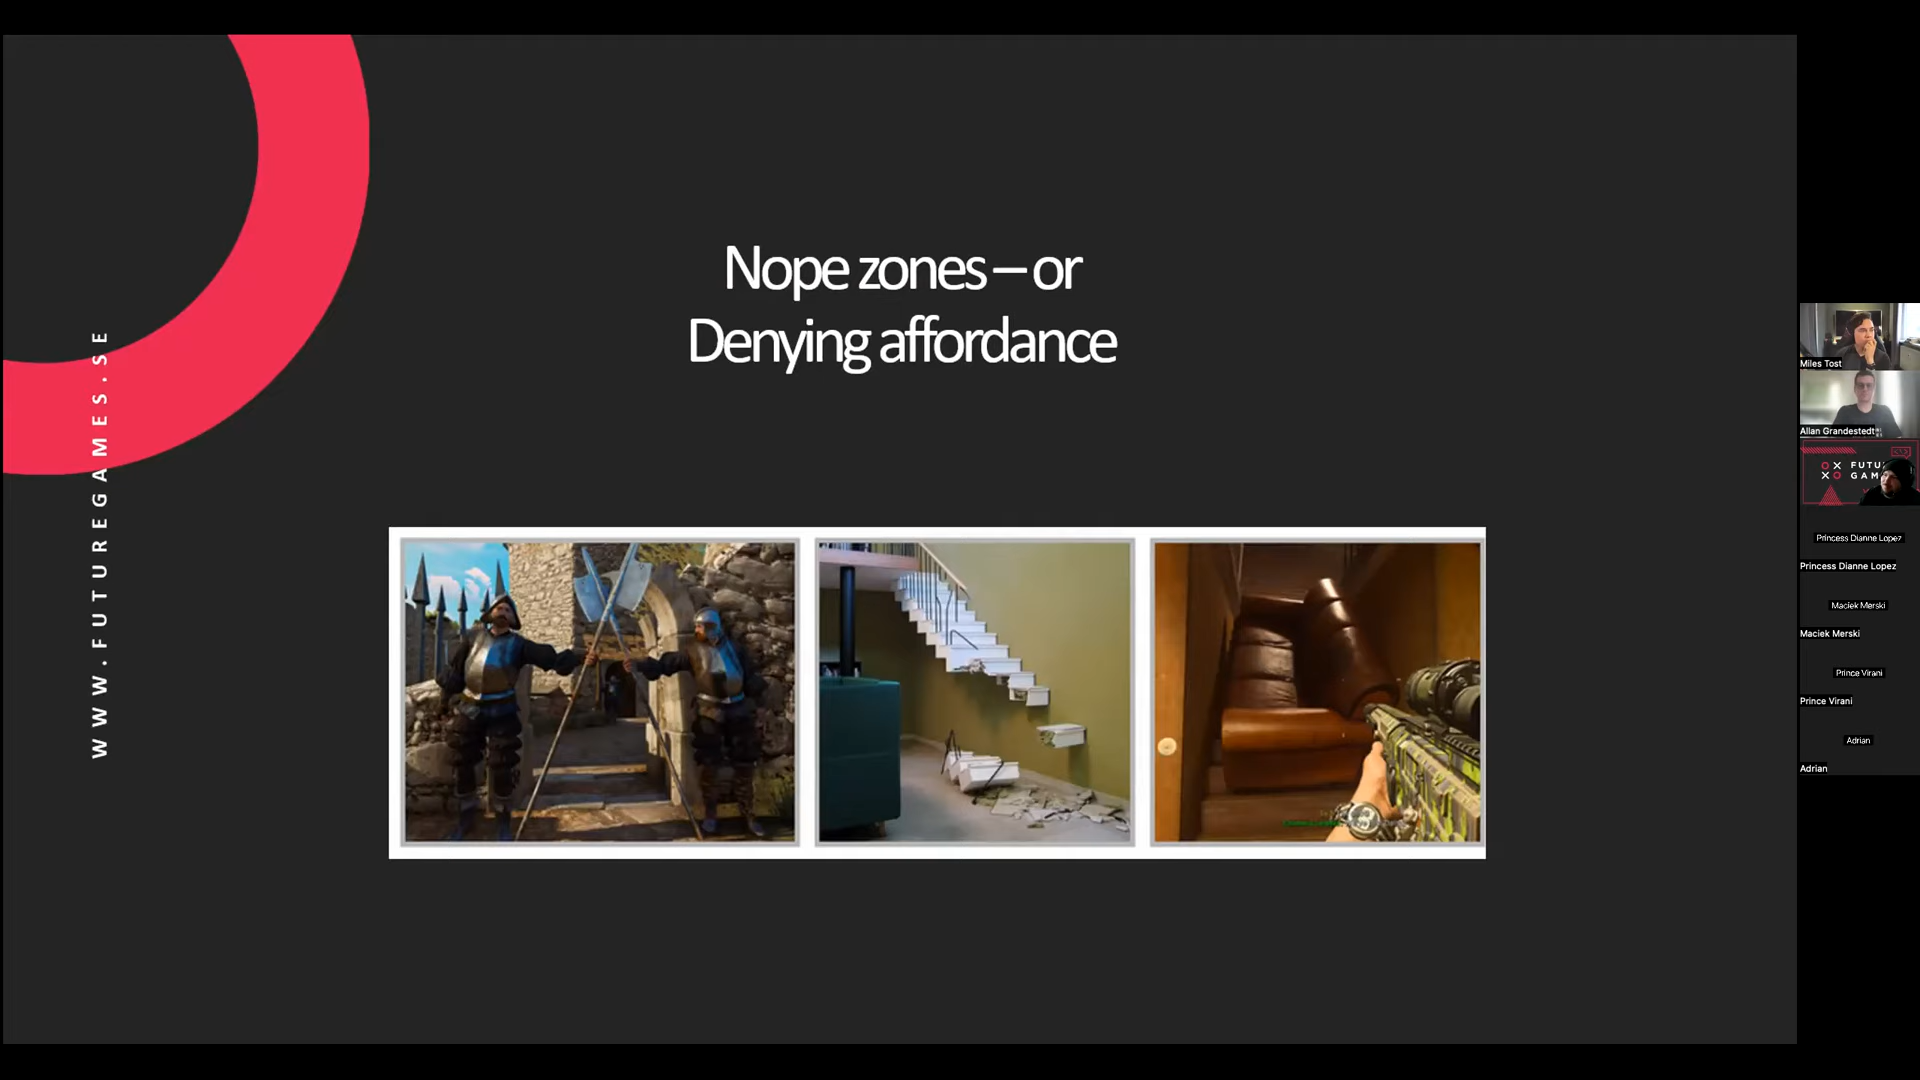 Nope zones – or
Denying affordance
WWW.FUTUREGAMES.SE
Miles Tost
Allan Grandestedt
Princess Dianne Lopez
Princess Dianne Lopez
Maciek Merski
Maciek Merski
Prince Virani
Prince Virani
Adrian
Adrian